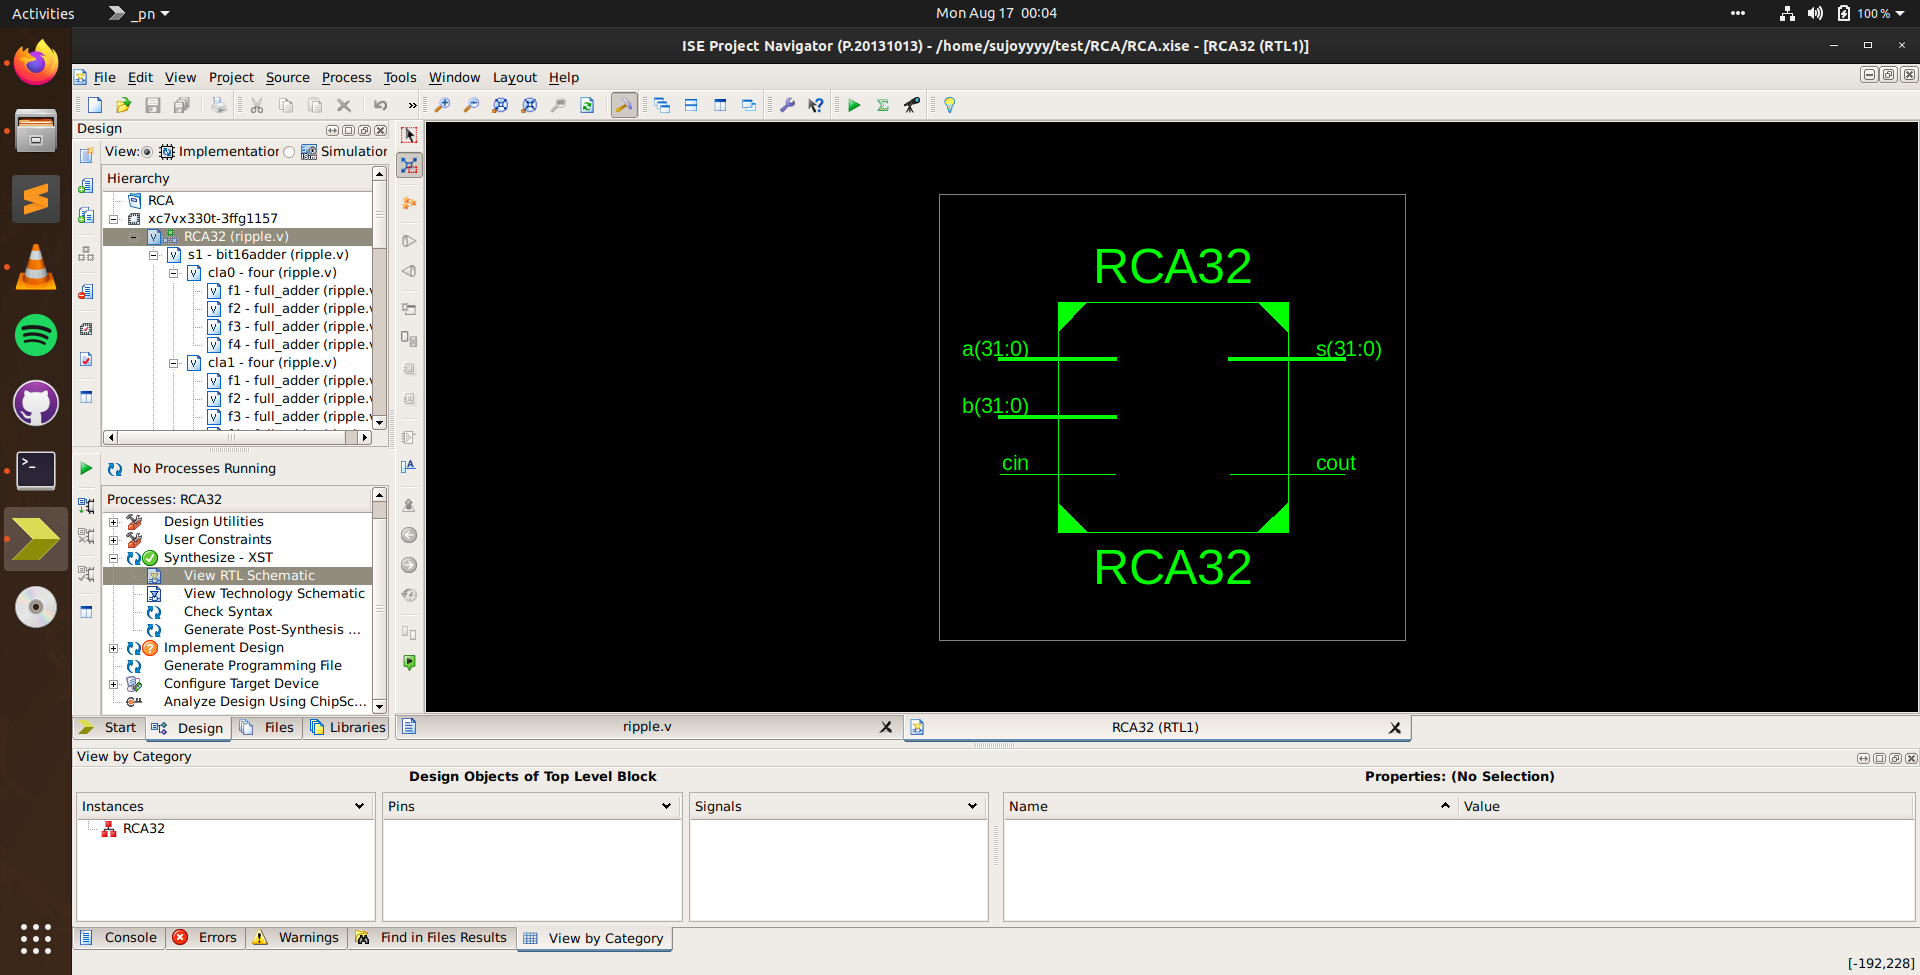 Activities
_pn
Mon Aug 17  00:04
100 %
ISE Project Navigator (P.20131013) - /home/sujoyyyy/test/RCA/RCA.xise - [RCA32 (RTL1)]
File Edit View Project Source Process Tools Window Layout Help
Design
View: Implementation Simulation
Hierarchy
RCA
xc7vx330t-3ffg1157
RCA32 (ripple.v)
s1 - bit16adder (ripple.v)
cla0 - four (ripple.v)
f1 - full_adder (ripple.v
f2 - full_adder (ripple.v
f3 - full_adder (ripple.v
f4 - full_adder (ripple.v
cla1 - four (ripple.v)
f1 - full_adder (ripple.v
f2 - full_adder (ripple.v
f3 - full_adder (ripple.v
No Processes Running
Processes: RCA32
Design Utilities
User Constraints
Synthesize - XST
View RTL Schematic
View Technology Schematic
Check Syntax
Generate Post-Synthesis ...
Implement Design
Generate Programming File
Configure Target Device
Analyze Design Using ChipSc...
Start Design Files Libraries
RCA32
a(31:0)
s(31:0)
b(31:0)
cin
cout
RCA32
ripple.v
RCA32 (RTL1)
View by Category
Design Objects of Top Level Block
Properties: (No Selection)
Instances
Pins
Signals
Name
Value
RCA32
Console Errors Warnings Find in Files Results View by Category
[-192,228]